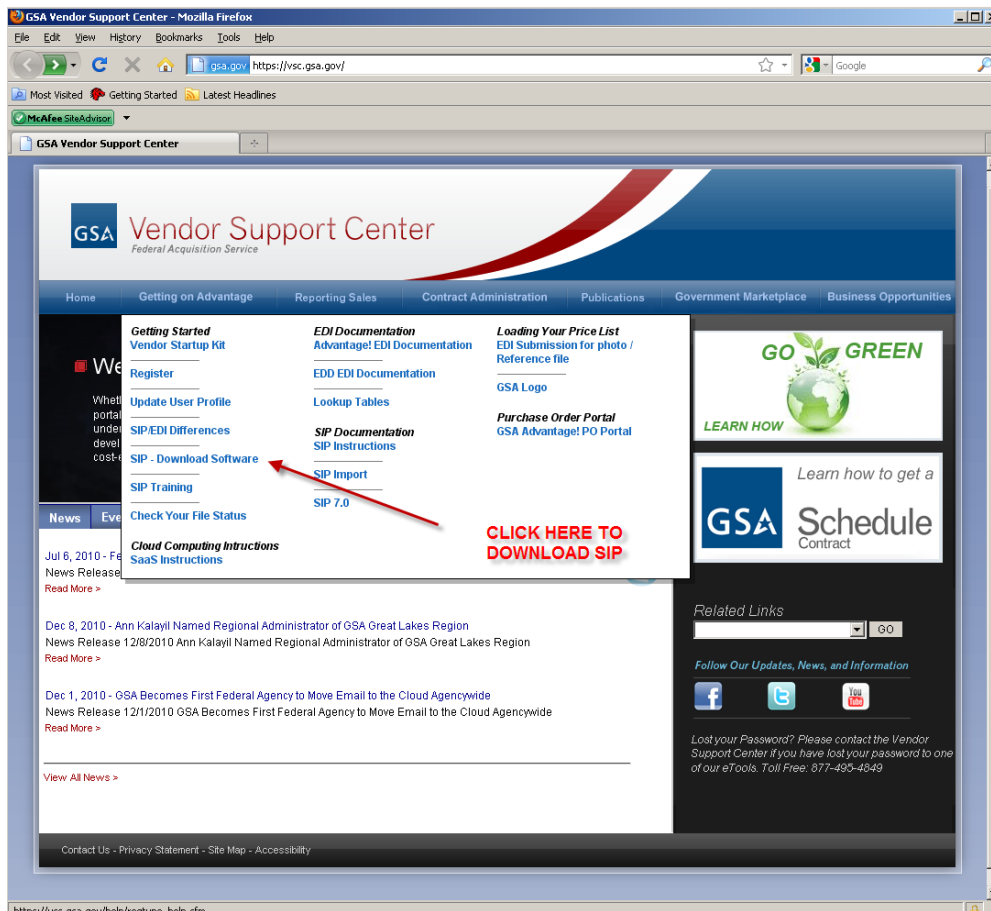 GSA Vendor Support Center - Mozilla Firefox
File Edit View History Bookmarks Tools Help
gsa.gov https://vsc.gsa.gov/
Google
Most Visited Getting Started Latest Headlines
McAfee SiteAdvisor
GSA Vendor Support Center
GSA
Vendor Support Center
Federal Acquisition Service
Home Getting on Advantage Reporting Sales Contract Administration Publications Government Marketplace Business Opportunities
Getting Started
Vendor Startup Kit
Register
Update User Profile
SIP/EDI Differences
SIP - Download Software
SIP Training
Check Your File Status
Cloud Computing Intructions
SaaS Instructions
EDI Documentation
Advantage! EDI Documentation
EDD EDI Documentation
Lookup Tables
SIP Documentation
SIP Instructions
SIP Import
SIP 7.0
Loading Your Price List
EDI Submission for photo /
Reference file
GSA Logo
Purchase Order Portal
GSA Advantage! PO Portal
CLICK HERE TO
DOWNLOAD SIP
We
Whet
portal
under
devel
cost-e
News Eve
Jul 6, 2010 - Fe
News Release
Read More >
Dec 8, 2010 - Ann Kalayil Named Regional Administrator of GSA Great Lakes Region
News Release 12/8/2010 Ann Kalayil Named Regional Administrator of GSA Great Lakes Region
Read More >
Dec 1, 2010 - GSA Becomes First Federal Agency to Move Email to the Cloud Agencywide
News Release 12/1/2010 GSA Becomes First Federal Agency to Move Email to the Cloud Agencywide
Read More >
View All News >
GO GREEN
LEARN HOW
Learn how to get a
GSA Schedule
Contract
Related Links
GO
Follow Our Updates, News, and Information
You
Tube
Lost your Password? Please contact the Vendor
Support Center if you have lost your password to one
of our eTools. Toll Free: 877-495-4849
Contact Us - Privacy Statement - Site Map - Accessibility